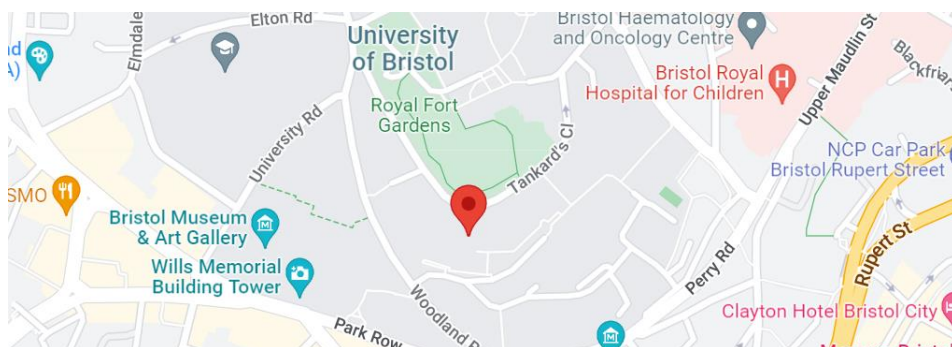 Elton Rd
Elmdale
University
of Bristol
Bristol Haematology
and Oncology Centre
Upper Maudlin St
Bristol Royal
Hospital for Children
H
Royal Fort
Gardens
University Rd
Tankard's Cl
NCP Car Park
Bristol Rupert Street
SMO
Bristol Museum
& Art Gallery
Wills Memorial
Building Tower
Perry Rd
Rupert St
Woodland
Park Row
Clayton Hotel Bristol City